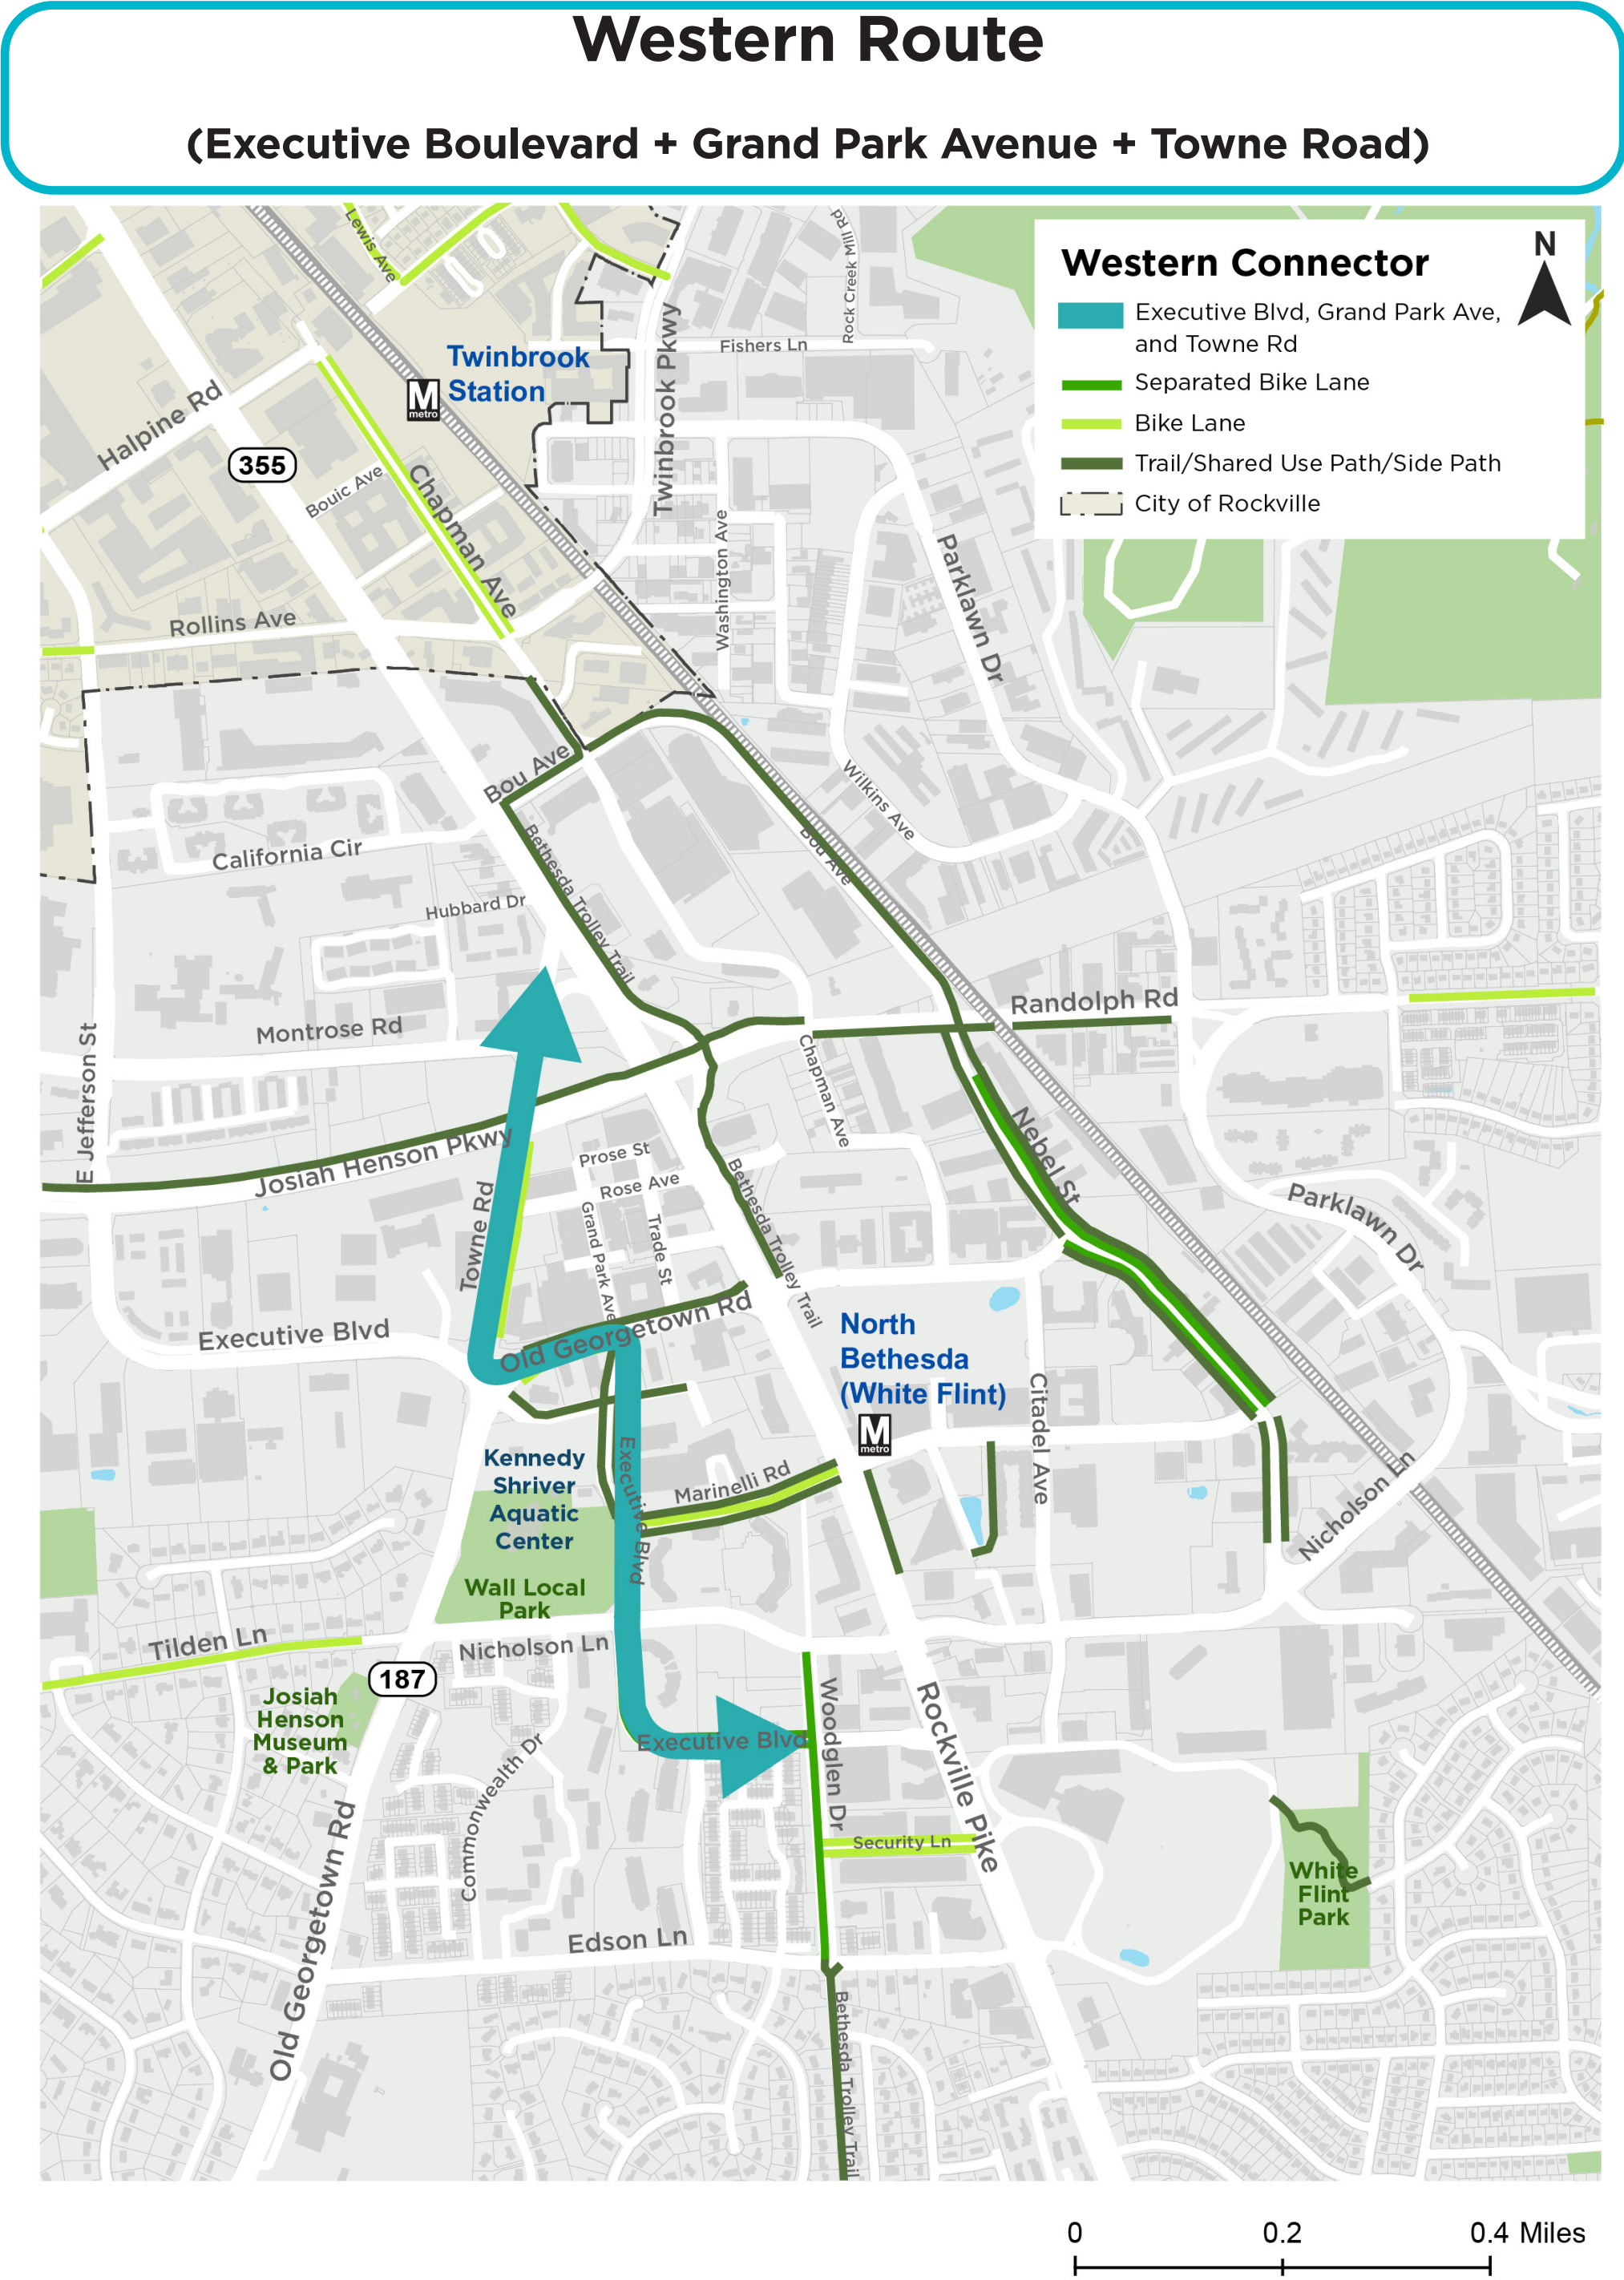 Western Route
(Executive Boulevard + Grand Park Avenue + Towne Road)
Western Connector
N
Executive Blvd, Grand Park Ave,
and Towne Rd
Separated Bike Lane
Bike Lane
Trail/Shared Use Path/Side Path
City of Rockville
Lewis Ave
Rock Creek Mill Rd
Twinbrook
Station
M
metro
Fishers Ln
Twinbrook Pkwy
Halpine Rd
355
Bouic Ave
Chapman Ave
Washington Ave
Parklawn Dr
Rollins Ave
Bou Ave
Wilkins Ave
Bou Ave
California Cir
Bethesda Trolley Trail
Hubbard Dr
Randolph Rd
Montrose Rd
E Jefferson St
Chapman Ave
Nebel St
Josiah Henson Pkwy
Prose St
Rose Ave
Bethesda Trolley Trail
Parklawn Dr
Towne Rd
Grand Park Ave
Trade St
Executive Blvd
Old Georgetown Rd
North
Bethesda
(White Flint)
M
metro
Citadel Ave
Kennedy
Shriver
Aquatic
Center
Executive Blvd
Marinelli Rd
Nicholson Ln
Wall Local
Park
Tilden Ln
Nicholson Ln
187
Josiah
Henson
Museum
& Park
Executive Blvd
Woodglen Dr
Rockville Pike
Commonwealth Dr
Security Ln
White
Flint
Park
Old Georgetown Rd
Edson Ln
Bethesda Trolley Trail
0 0.2 0.4 Miles